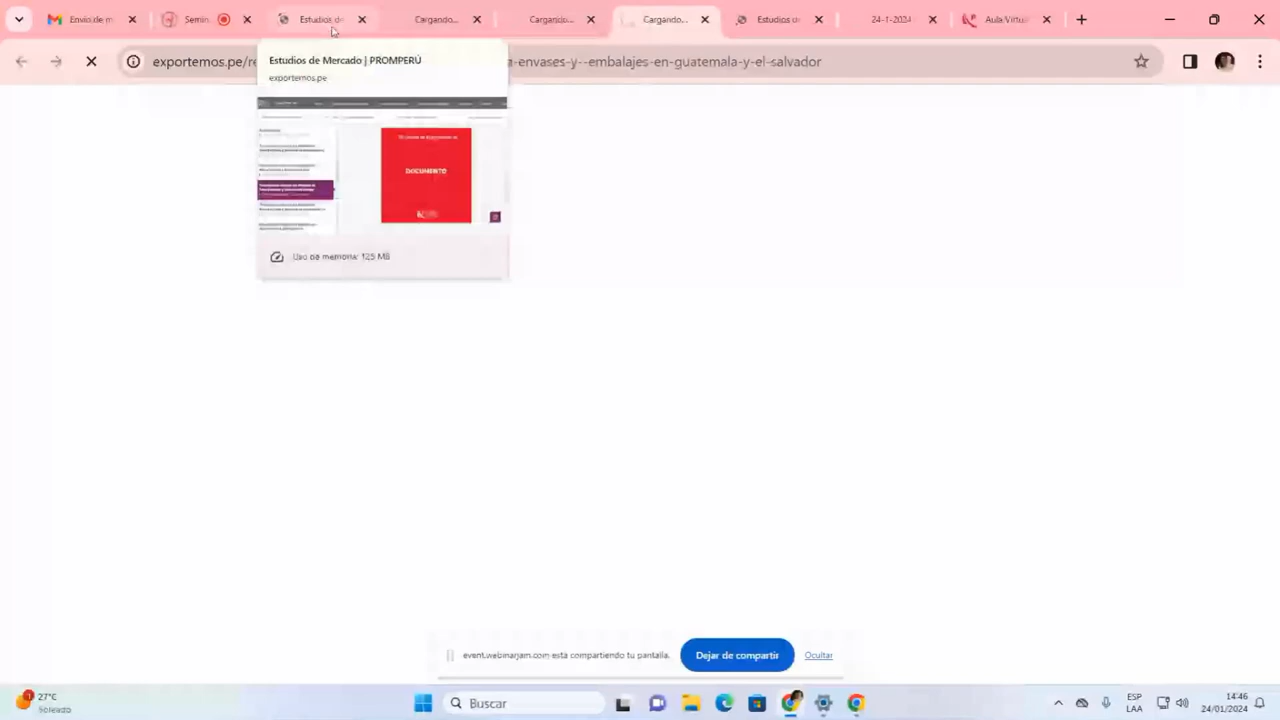 Envío de m
Semin
Estudios de
Cargando...
Cargando...
Cargando...
Estudios d
24-1-2024
Aula Virtu
exportemos.pe/re
a-envases-y--embalajes-en-guatemala-y-el-salvador
Estudios de Mercado | PROMPERÚ
exportemos.pe
DOCUMENTO
Uso de memoria: 125 MB
event.webinarjam.com está compartiendo tu pantalla.
Dejar de compartir
Ocultar
27°C
Soleado
Buscar
ESP
LAA
14:46
24/01/2024